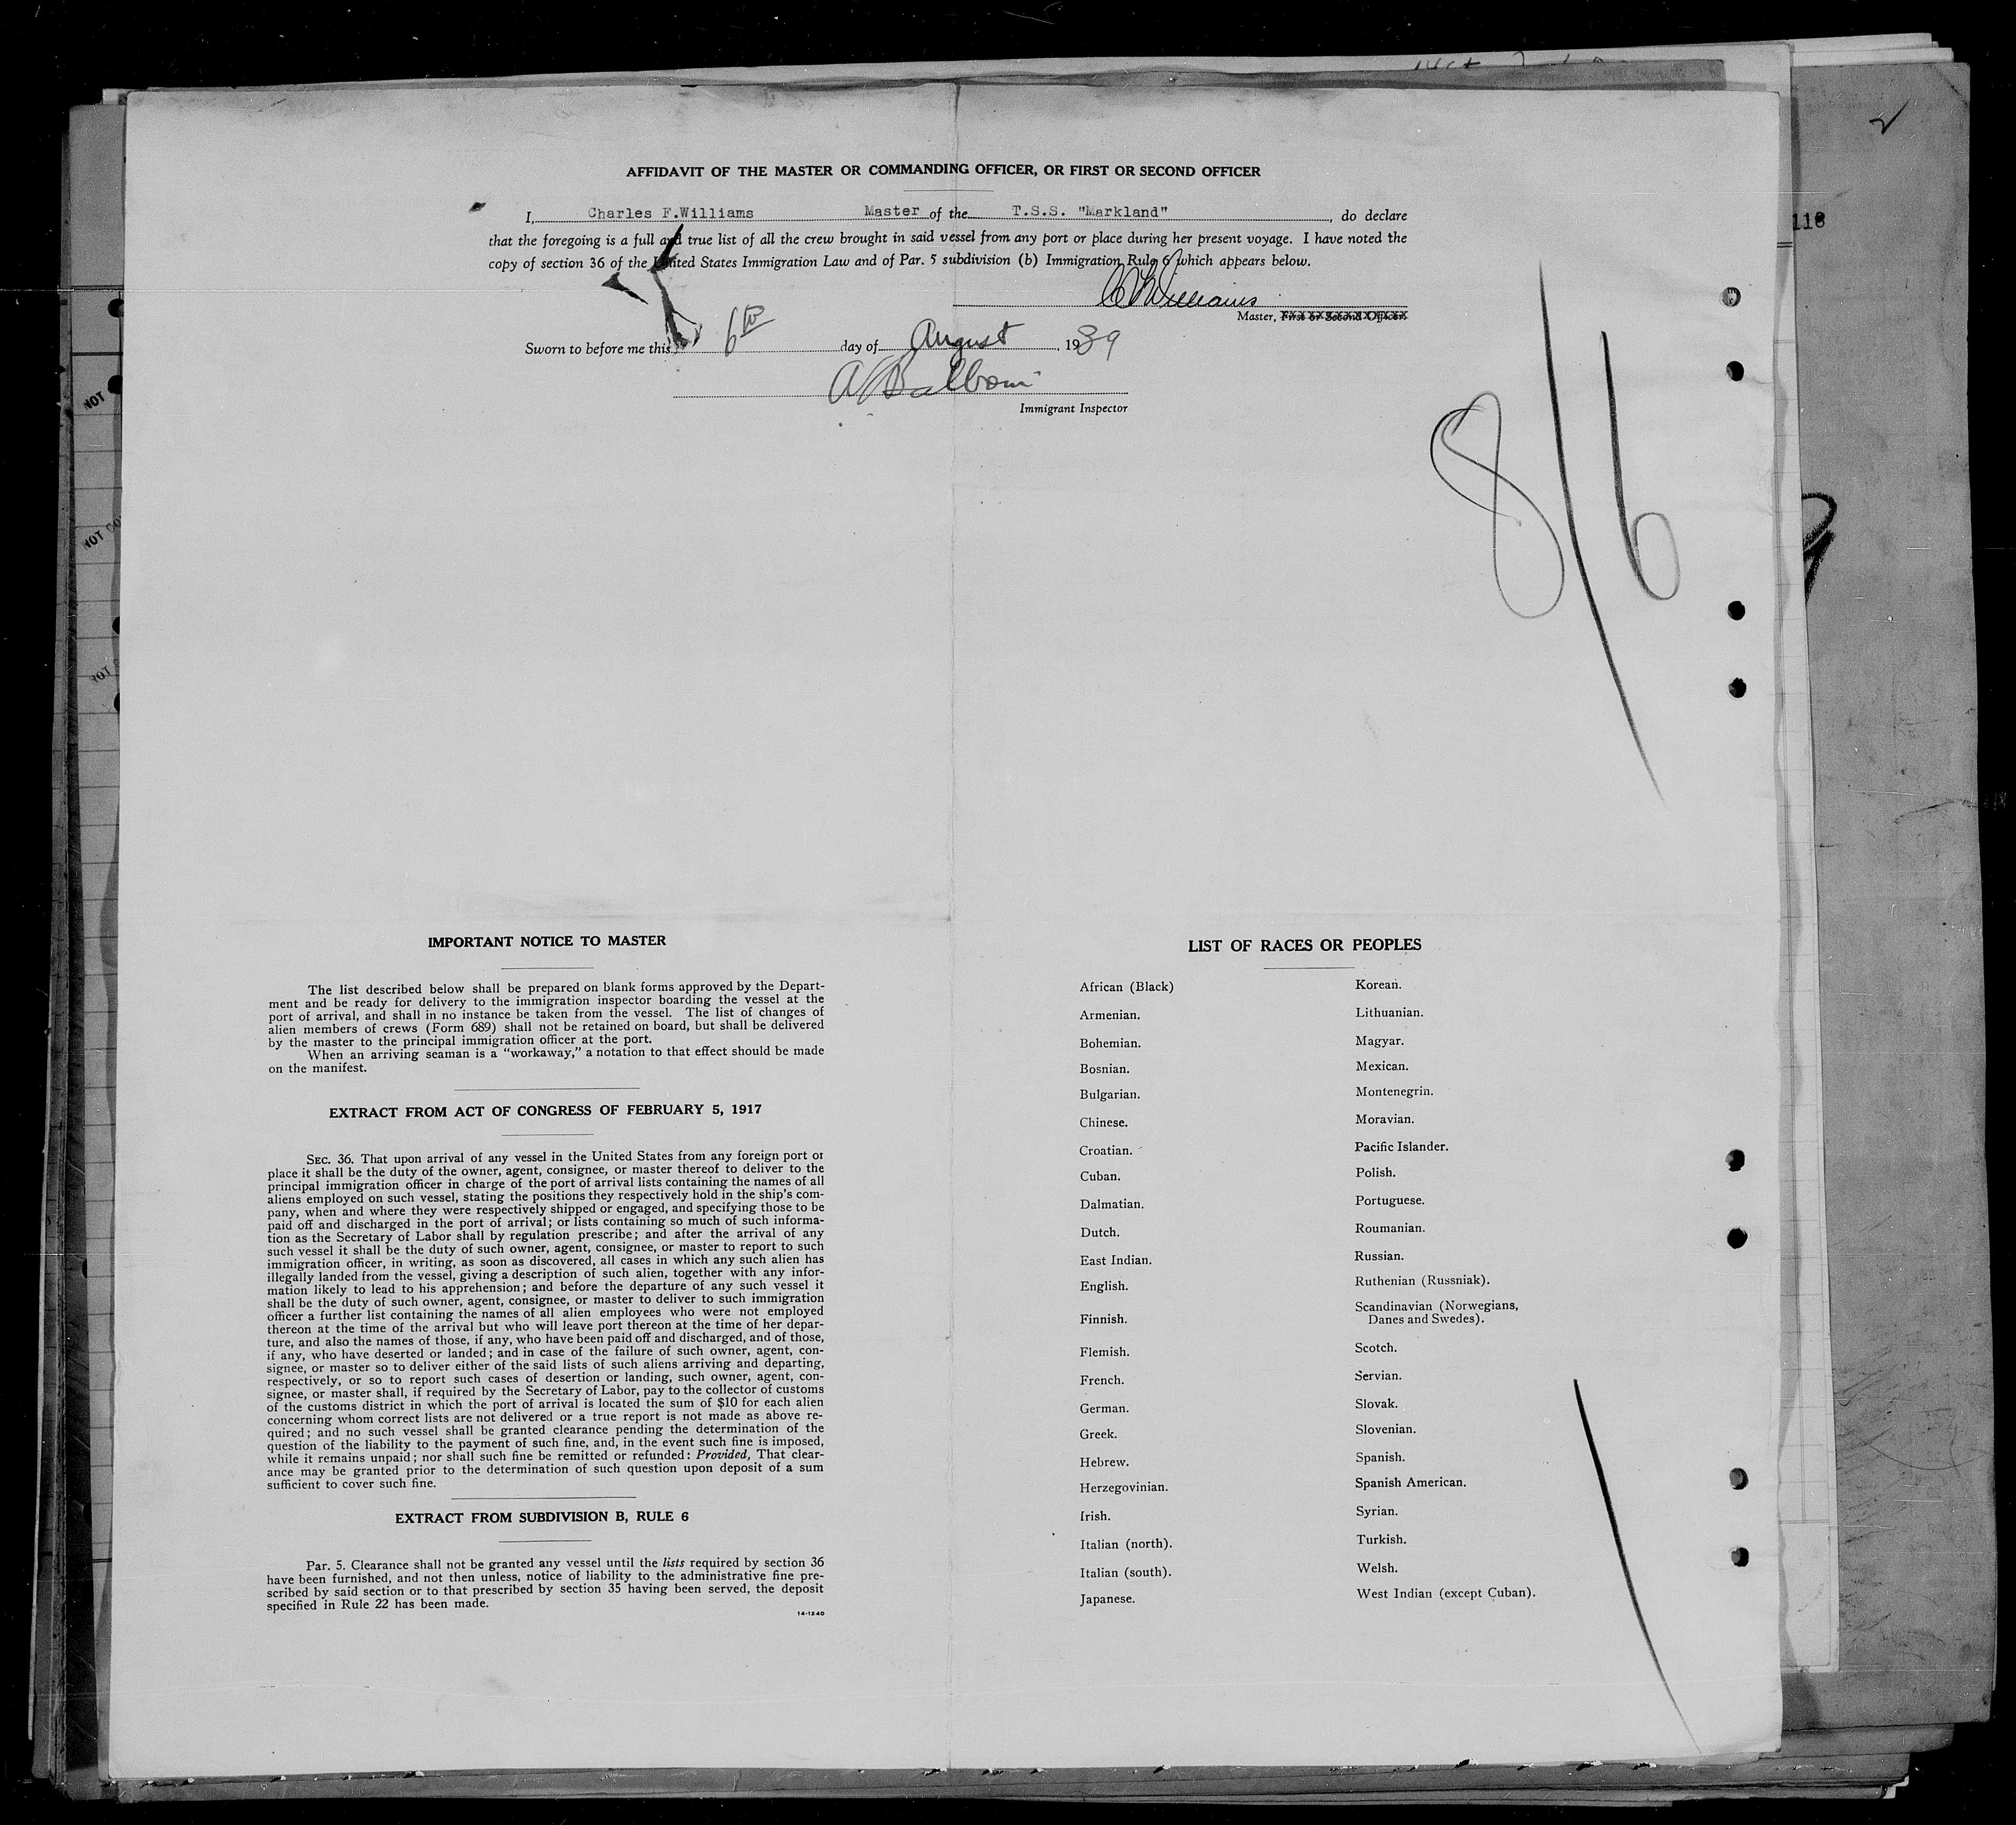 AFFIDAVIT OF THE MASTER OR COMMANDING OFFICER, OR FIRST OR SECOND OFFICER
I, Charles F.Williams Master of the T.S.S. "Markland", do declare
that the foregoing is a full and true list of all the crew brought in said vessel from any port or place during her present voyage. I have noted the
copy of section 36 of the United States Immigration Law and of Par. 5 subdivision (b) Immigration Rule 6 which appears below.
C F Williams
Master, First or Second Officer.
Sworn to before me this 6th day of August, 1939
Immigrant Inspector
8/6
118
NOT
NOT CO
IMPORTANT NOTICE TO MASTER
The list described below shall be prepared on blank forms approved by the Depart-
ment and be ready for delivery to the immigration inspector boarding the vessel at the
port of arrival, and shall in no instance be taken from the vessel. The list of changes of
alien members of crews (Form 689) shall not be retained on board, but shall be delivered
by the master to the principal immigration officer at the port.
When an arriving seaman is a "workaway," a notation to that effect should be made
on the manifest.
EXTRACT FROM ACT OF CONGRESS OF FEBRUARY 5, 1917
SEC. 36. That upon arrival of any vessel in the United States from any foreign port or
place it shall be the duty of the owner, agent, consignee, or master thereof to deliver to the
principal immigration officer in charge of the port of arrival lists containing the names of all
aliens employed on such vessel, stating the positions they respectively hold in the ship's com-
pany, when and where they were respectively shipped or engaged, and specifying those to be
paid off and discharged in the port of arrival; or lists containing so much of such informa-
tion as the Secretary of Labor shall by regulation prescribe; and after the arrival of any
such vessel it shall be the duty of such owner, agent, consignee, or master to report to such
immigration officer, in writing, as soon as discovered, all cases in which any such alien has
illegally landed from the vessel, giving a description of such alien, together with any infor-
mation likely to lead to his apprehension; and before the departure of any such vessel it
shall be the duty of such owner, agent, consignee, or master to deliver to such immigration
officer a further list containing the names of all alien employees who were not employed
thereon at the time of the arrival but who will leave port thereon at the time of her depar-
ture, and also the names of those, if any, who have been paid off and discharged, and of those,
if any, who have deserted or landed; and in case of the failure of such owner, agent, con-
signee, or master so to deliver either of the said lists of such aliens arriving and departing,
respectively, or so to report such cases of desertion or landing, such owner, agent, con-
signee, or master shall, if required by the Secretary of Labor, pay to the collector of customs
of the customs district in which the port of arrival is located the sum of $10 for each alien
concerning whom correct lists are not delivered or a true report is not made as above re-
quired; and no such vessel shall be granted clearance pending the determination of the
question of the liability to the payment of such fine, and, in the event such fine is imposed,
while it remains unpaid; nor shall such fine be remitted or refunded: Provided, That clear-
ance may be granted prior to the determination of such question upon deposit of a sum
sufficient to cover such fine.
EXTRACT FROM SUBDIVISION B, RULE 6
Par. 5. Clearance shall not be granted any vessel until the lists required by section 36
have been furnished, and not then unless, notice of liability to the administrative fine pre-
scribed by said section or to that prescribed by section 35 having been served, the deposit
specified in Rule 22 has been made.
14-1240
LIST OF RACES OR PEOPLES
African (Black)
Armenian.
Bohemian.
Bosnian.
Bulgarian.
Chinese.
Croatian.
Cuban.
Dalmatian.
Dutch.
East Indian.
English.
Finnish.
Flemish.
French.
German.
Greek.
Hebrew.
Herzegovinian.
Irish.
Italian (north).
Italian (south).
Japanese.
Korean.
Lithuanian.
Magyar.
Mexican.
Montenegrin.
Moravian.
Pacific Islander.
Polish.
Portuguese.
Roumanian.
Russian.
Ruthenian (Russniak).
Scandinavian (Norwegians,
Danes and Swedes).
Scotch.
Servian.
Slovak.
Slovenian.
Spanish.
Spanish American.
Syrian.
Turkish.
Welsh.
West Indian (except Cuban).